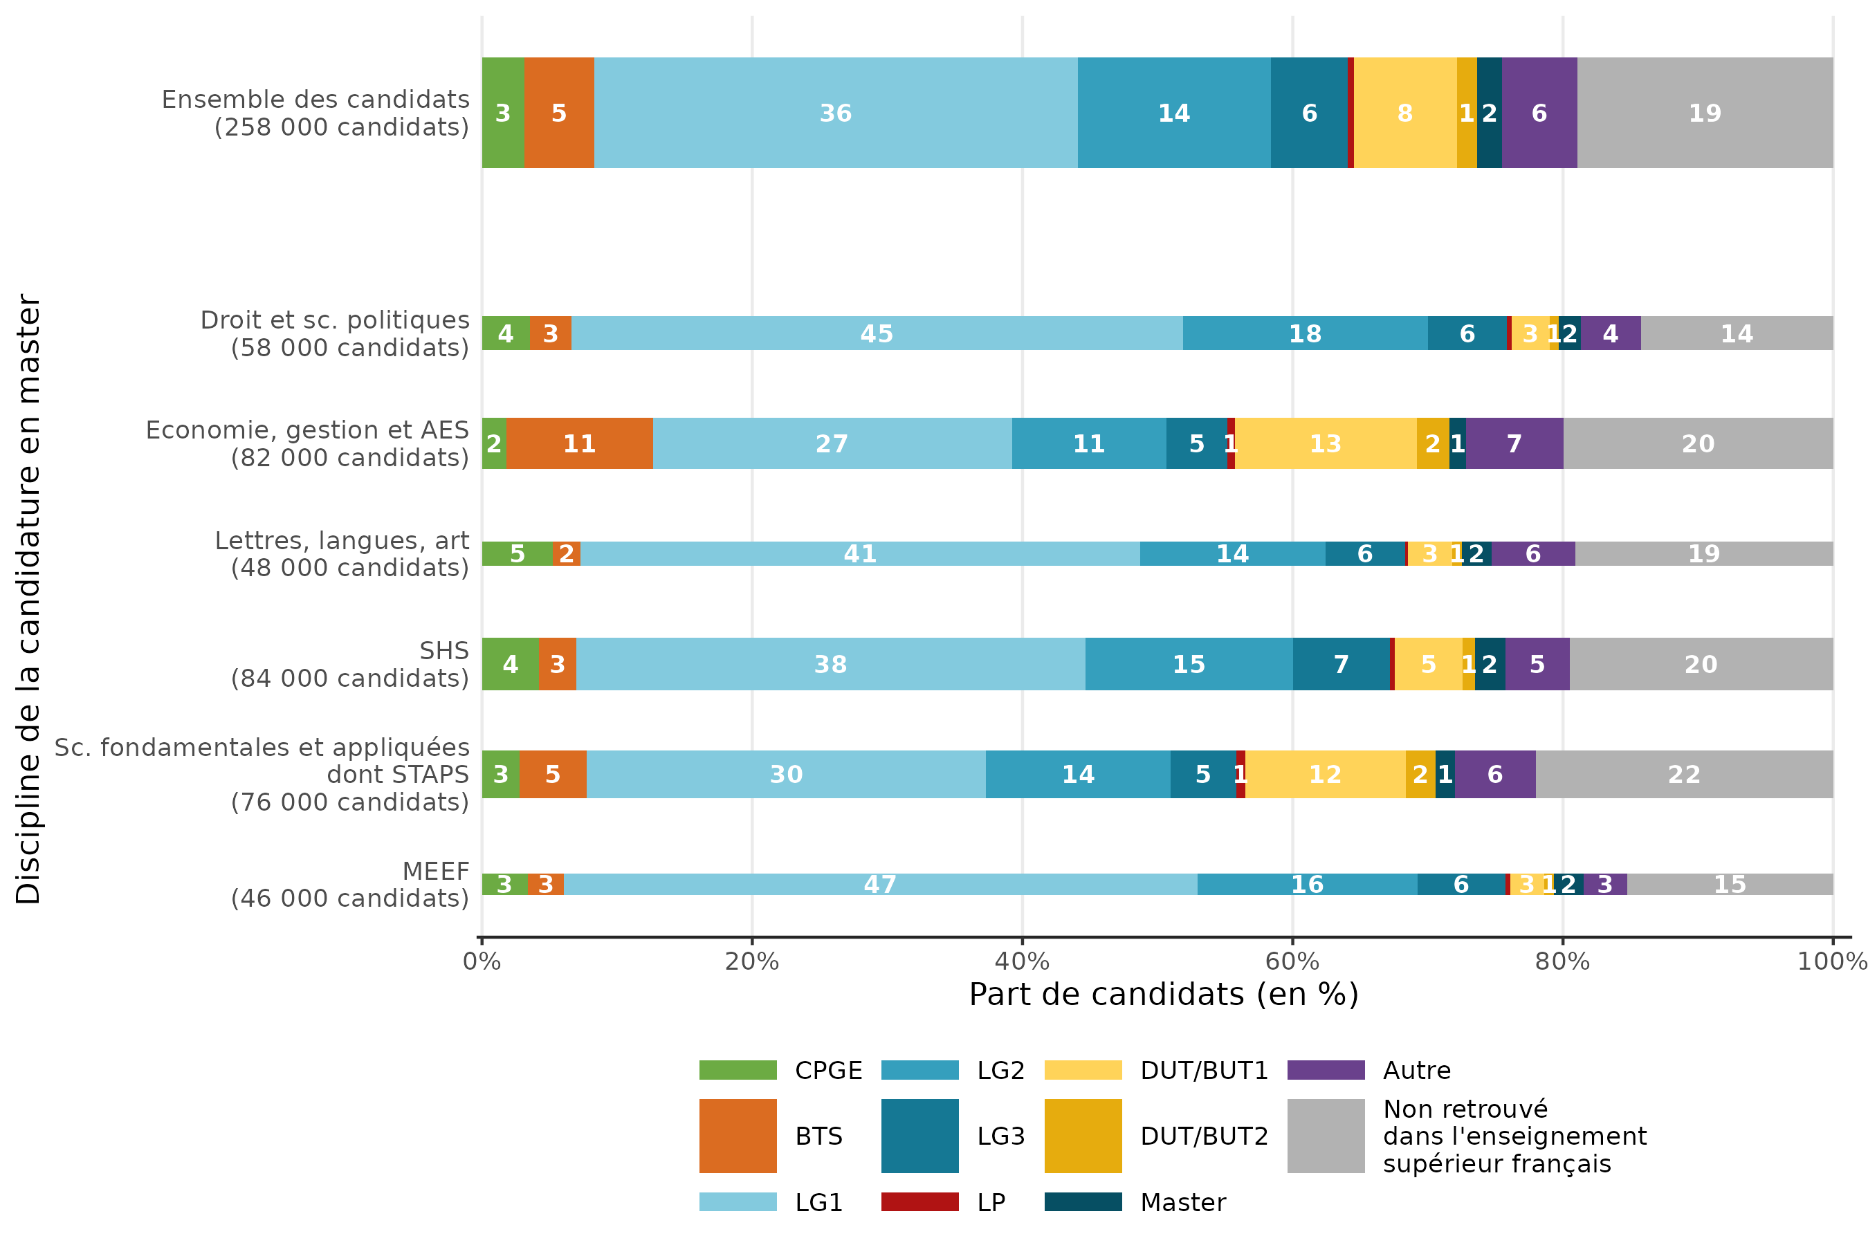 Ensemble des candidats
(258 000 candidats)
3 5 36 14 6 8 1 2 6 19
Discipline de la candidature en master
Droit et sc. politiques
(58 000 candidats)
4 3 45 18 6 3 1 2 4 14
Economie, gestion et AES
(82 000 candidats)
2 11 27 11 5 1 13 2 1 7 20
Lettres, langues, art
(48 000 candidats)
5 2 41 14 6 3 1 2 6 19
SHS
(84 000 candidats)
4 3 38 15 7 5 1 2 5 20
Sc. fondamentales et appliquées
dont STAPS
(76 000 candidats)
3 5 30 14 5 1 12 2 1 6 22
MEEF
(46 000 candidats)
3 3 47 16 6 3 1 2 3 15
0% 20% 40% 60% 80% 100%
Part de candidats (en %)
CPGE
BTS
LG1
LG2
LG3
LP
DUT/BUT1
DUT/BUT2
Master
Autre
Non retrouvé
dans l'enseignement
supérieur français